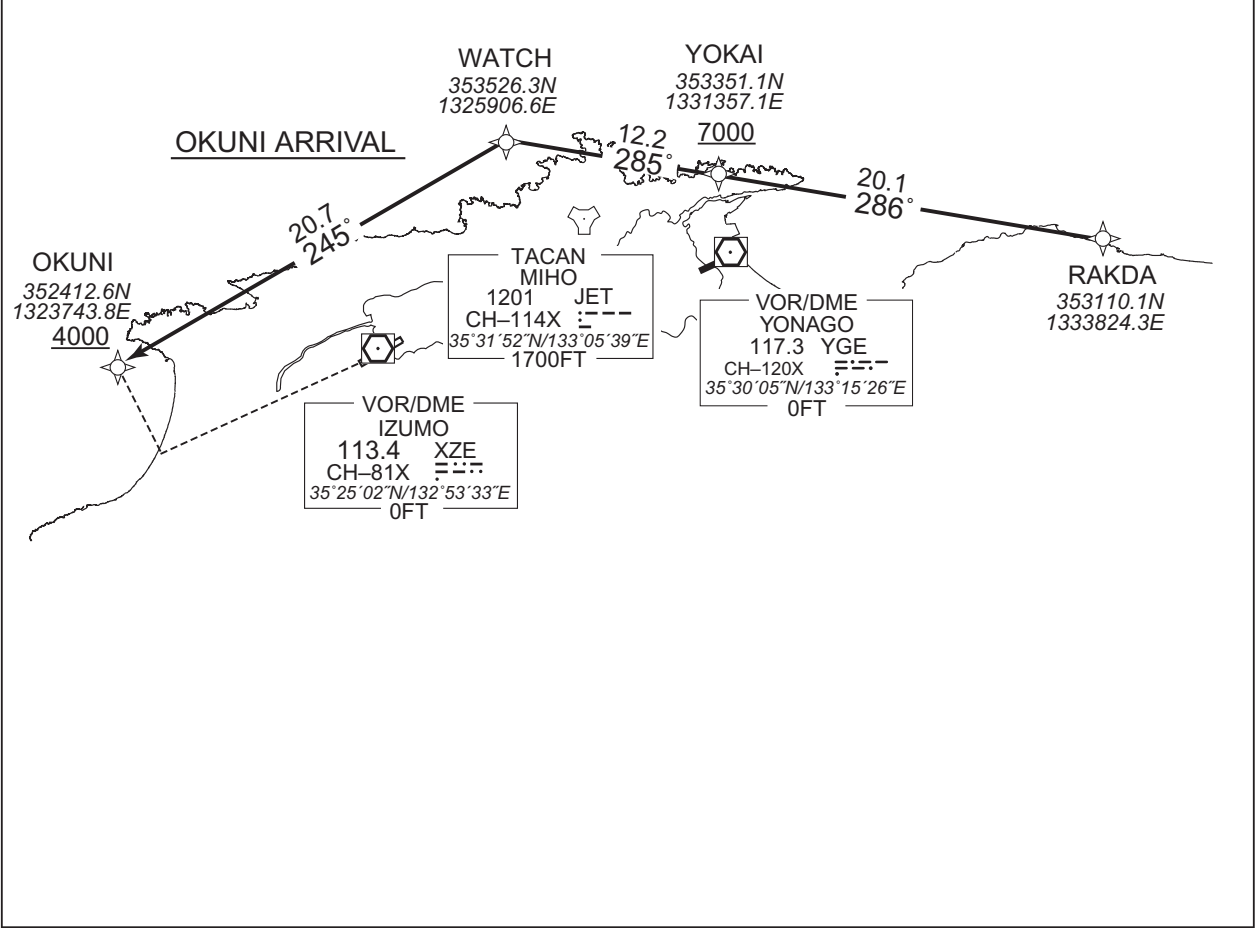 WATCH
353526.3N
1325906.6E
YOKAI
353351.1N
1331357.1E
7000
OKUNI ARRIVAL
12.2
285°
20.1
286°
20.7
245°
OKUNI
352412.6N
1323743.8E
4000
RAKDA
353110.1N
1333824.3E
TACAN
MIHO
1201 JET
CH–114X
35°31´52˝N/133°05´39˝E
1700FT
VOR/DME
YONAGO
117.3 YGE
CH–120X
35°30´05˝N/133°15´26˝E
0FT
VOR/DME
IZUMO
113.4 XZE
CH–81X
35°25´02˝N/132°53´33˝E
0FT